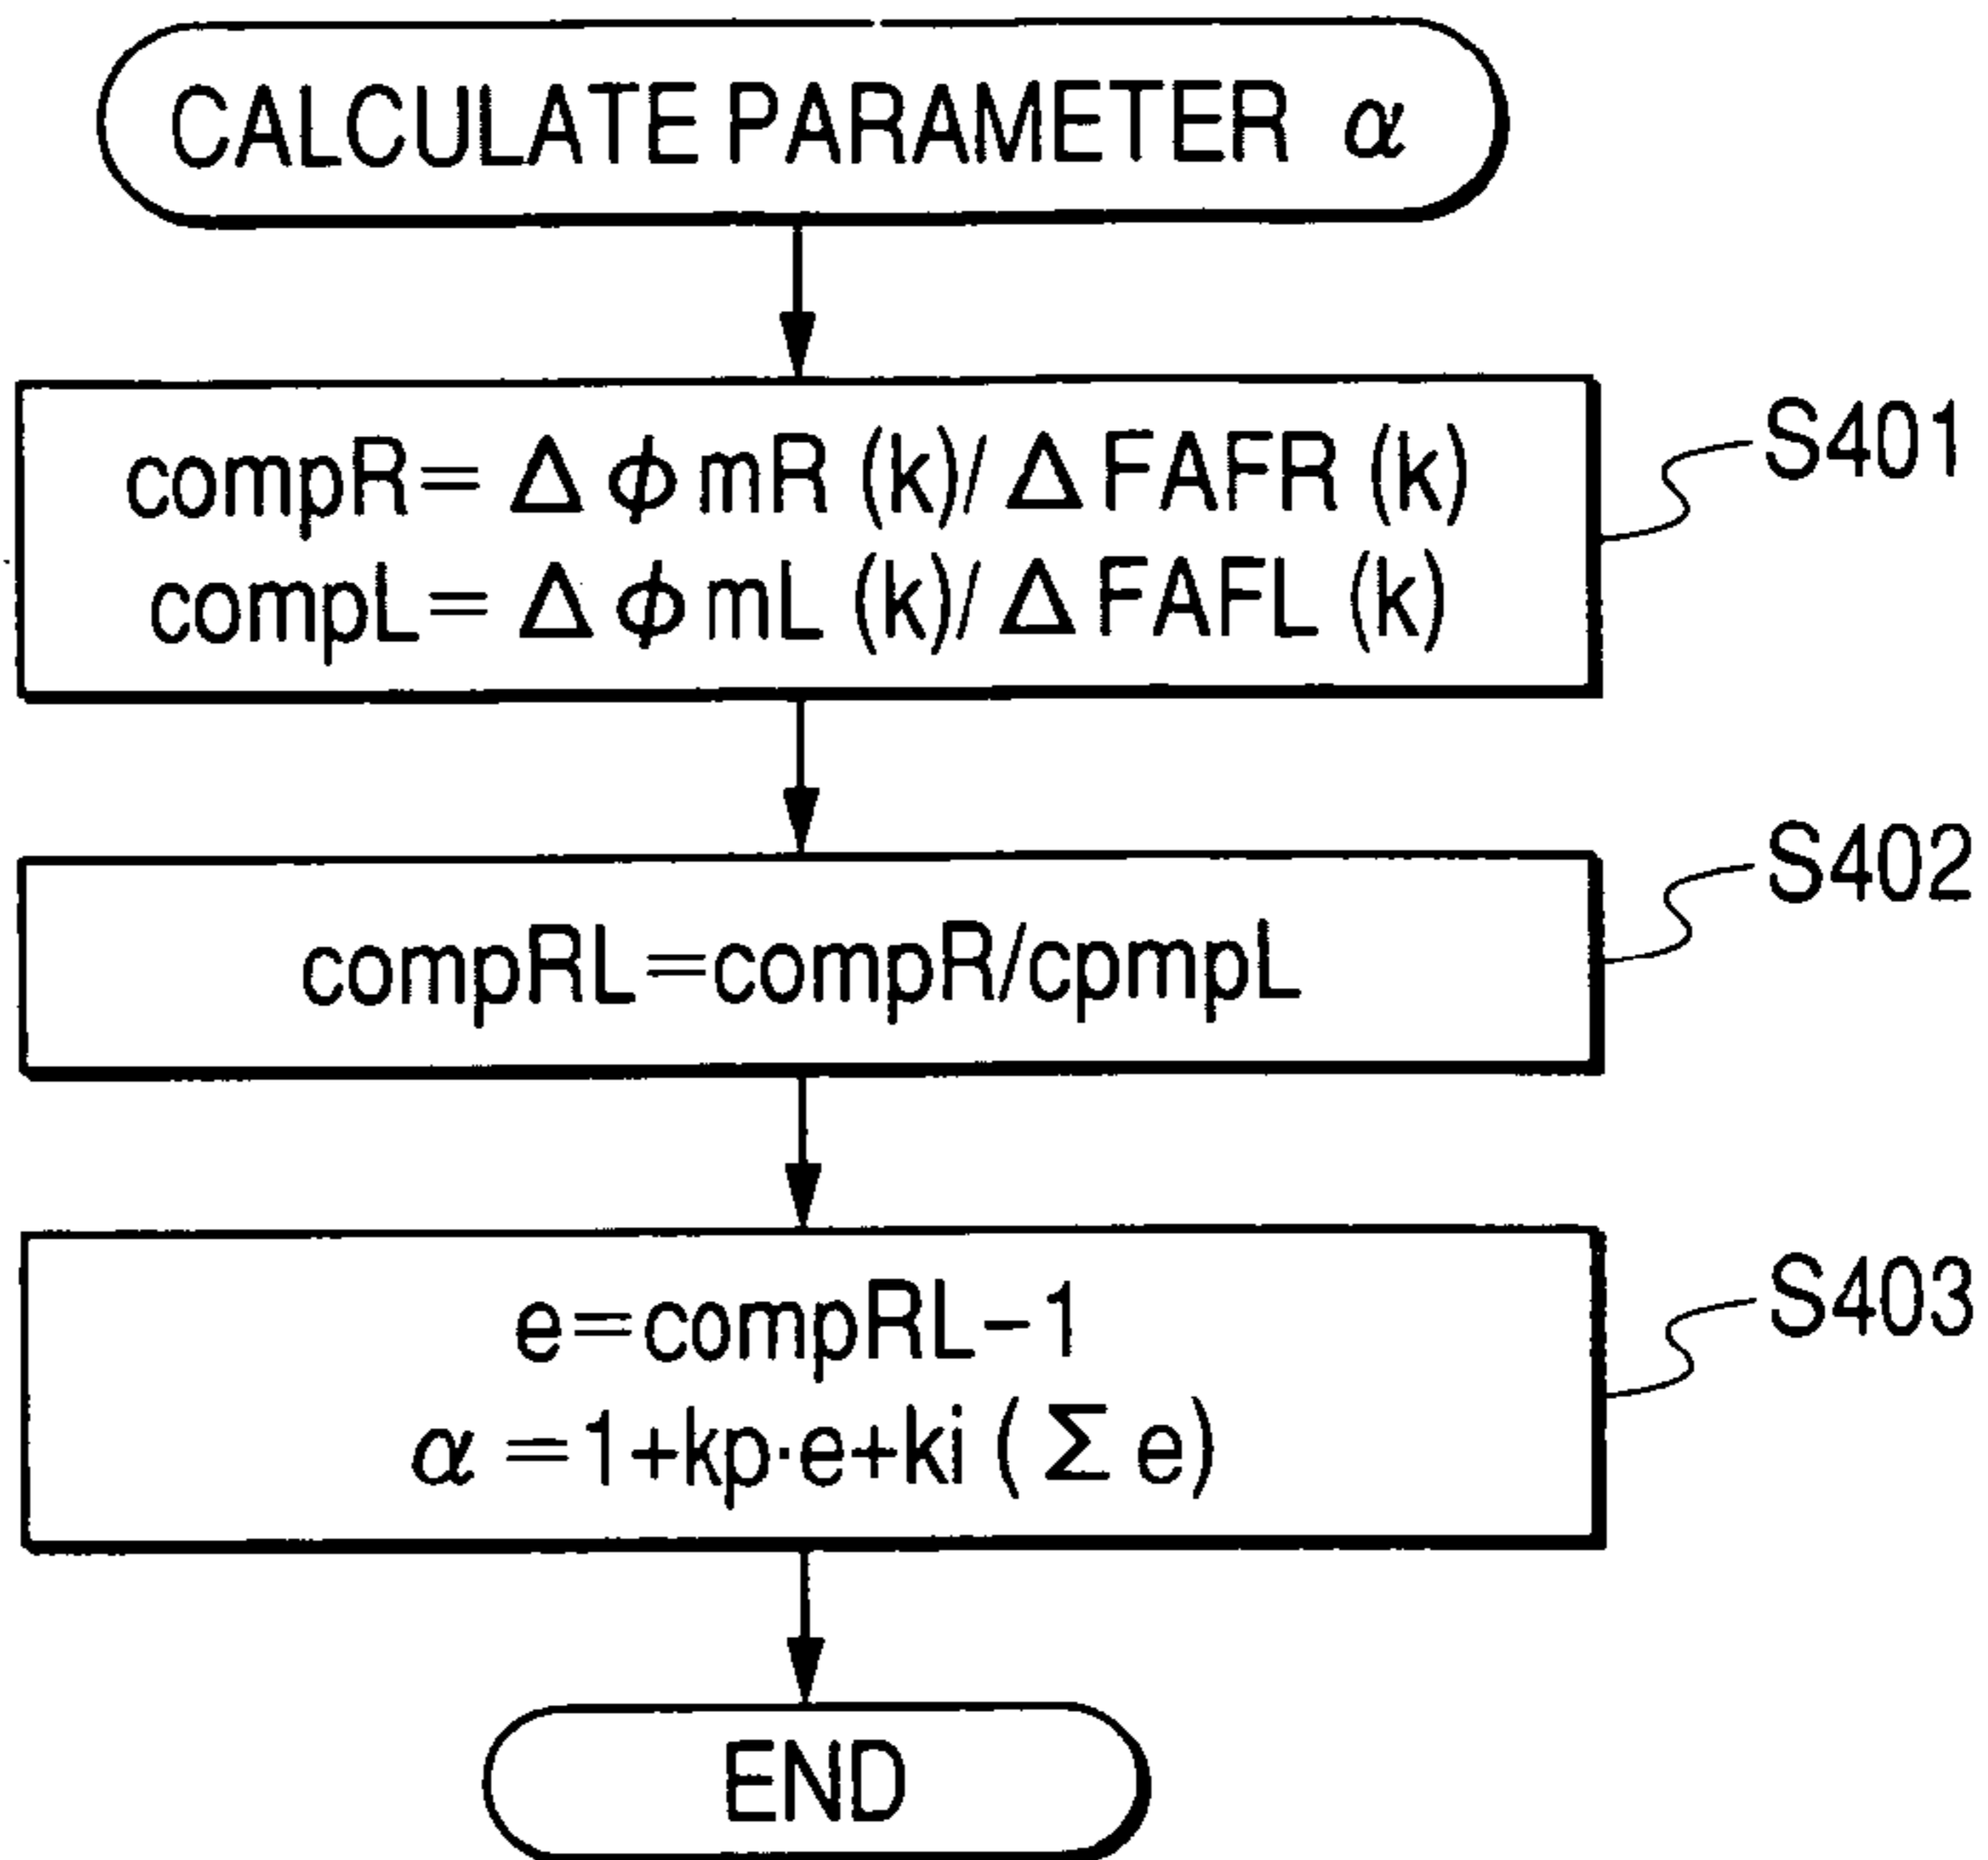 CALCULATE PARAMETER α
compR=ΔφmR(k)/ΔFAFR(k)
S401
compL=ΔφmL(k)/ΔFAFL(k)
S402
compRL=compR/cpmpL
S403
e=compRL-1
α=1+kp·e+ki(Σe)
END